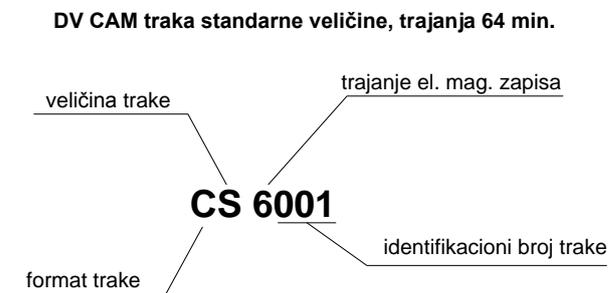 DV CAM traka standarne veličine, trajanja 64 min.
trajanje el. mag. zapisa
veličina trake
CS 6001
identifikacioni broj trake
format trake